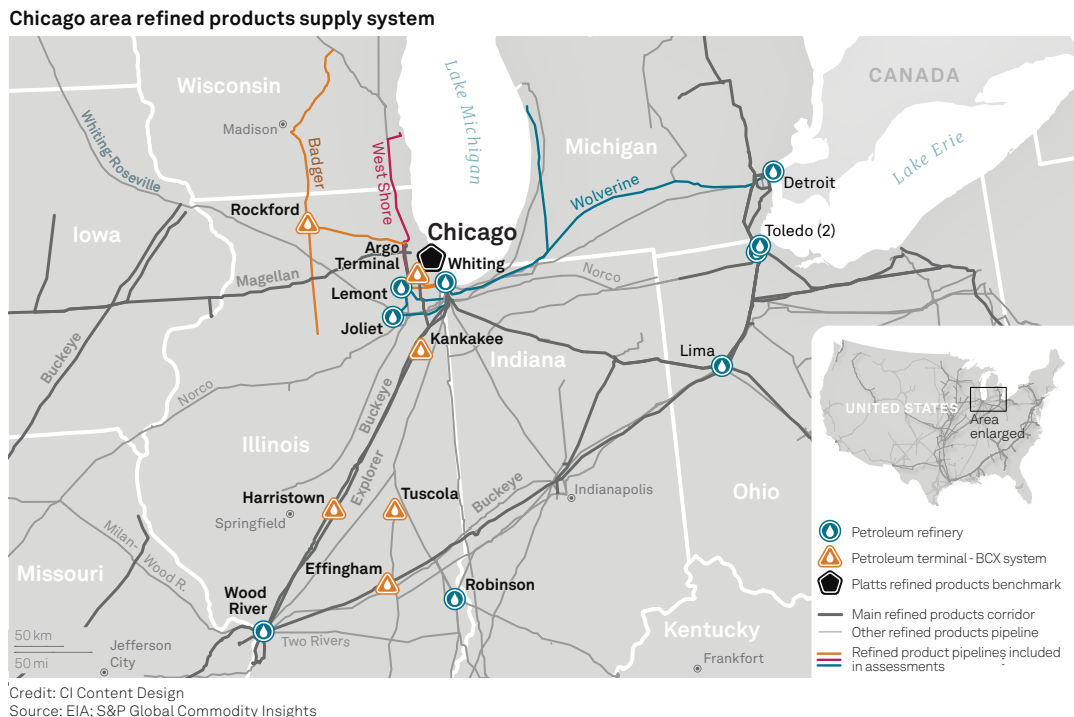 Chicago area refined products supply system
Wisconsin
Madison
Whiting-Roseville
Badger
West Shore
Lake Michigan
Michigan
CANADA
Lake Erie
Wolverine
Detroit
Rockford
Iowa
Chicago
Toledo (2)
Argo
Terminal
Whiting
Magellan
Norco
Lemont
Joliet
Kankakee
Indiana
Lima
Buckeye
Norco
Buckeye
UNITED STATES
Area
enlarged
Illinois
Explorer
Harristown
Tuscola
Buckeye
Indianapolis
Ohio
Springfield
Milan-
Wood R.
Missouri
Effingham
Robinson
Wood
River
Two Rivers
Kentucky
Frankfort
50 km
50 mi
Jefferson
City
Petroleum refinery
Petroleum terminal - BCX system
Platts refined products benchmark
Main refined products corridor
Other refined products pipeline
Refined product pipelines included
in assessments
Credit: CI Content Design
Source: EIA; S&P Global Commodity Insights